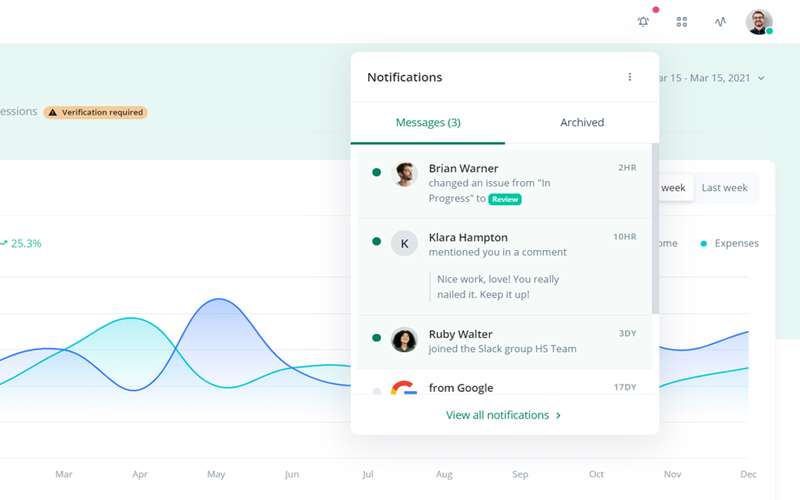 Notifications
ar 15 - Mar 15, 2021
essions
Verification required
Messages (3)
Archived
Brian Warner
2HR
changed an issue from "In
Progress" to Review
week
Last week
Klara Hampton
10HR
K
mentioned you in a comment
25.3%
ome
Expenses
Nice work, love! You really
nailed it. Keep it up!
Ruby Walter
3DY
joined the Slack group HS Team
from Google
17DY
View all notifications
Mar Apr May Jun Jul Aug Sep Oct Nov Dec